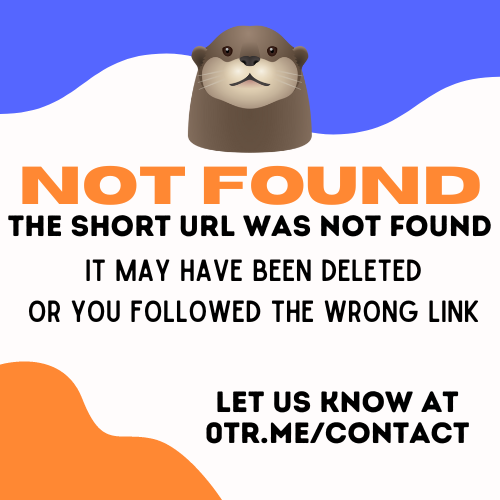 NOT FOUND
THE SHORT URL WAS NOT FOUND
IT MAY HAVE BEEN DELETED
OR YOU FOLLOWED THE WRONG LINK
LET US KNOW AT
0TR.ME/CONTACT